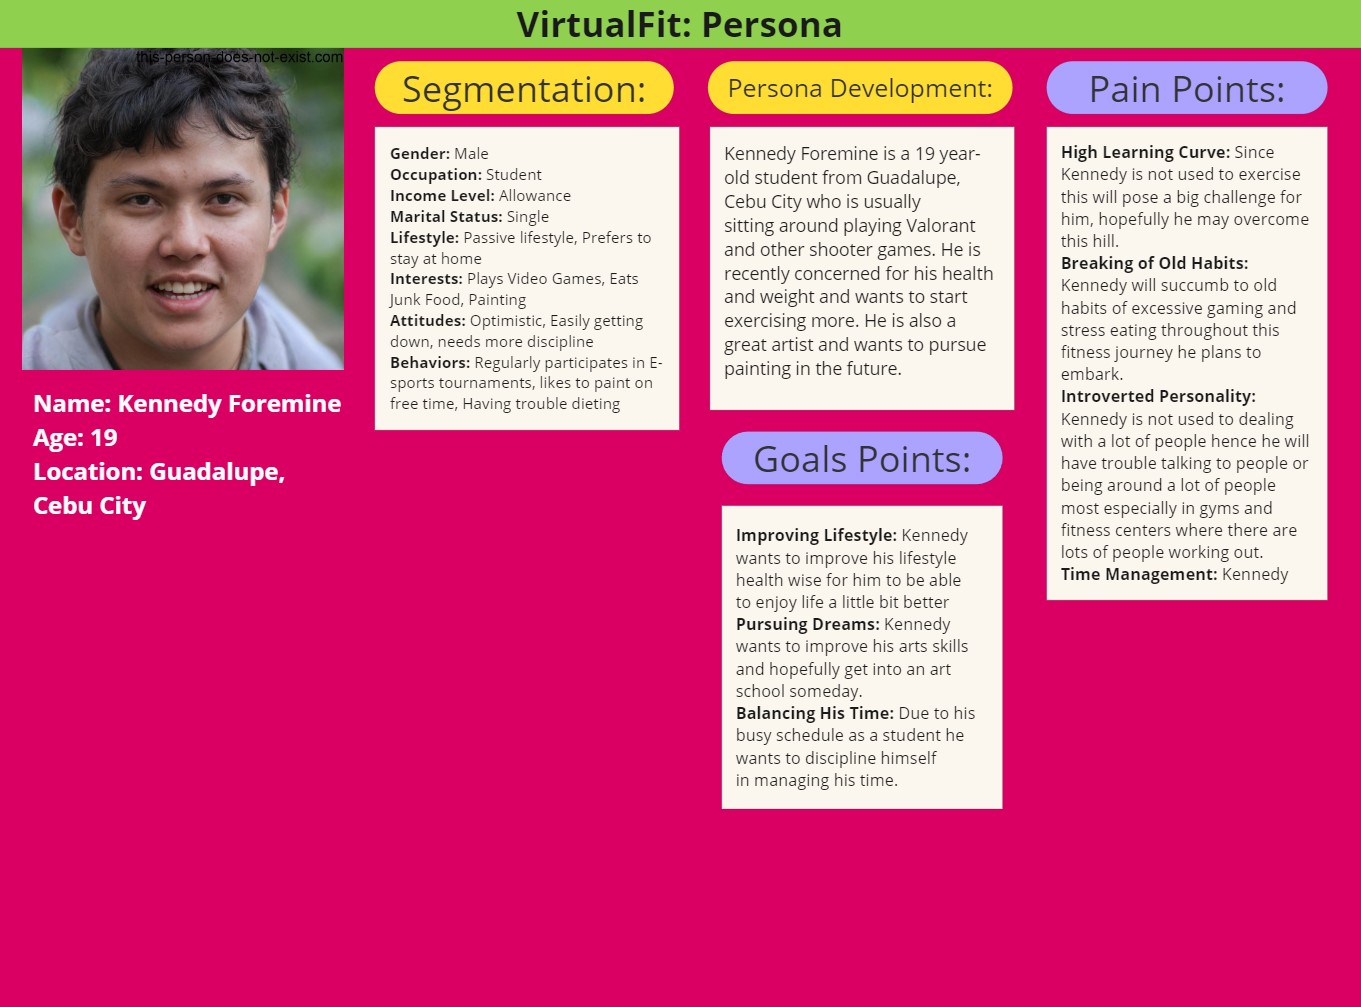 VirtualFit: Persona
this-person-does-not-exist.com
Name: Kennedy Foremine
Age: 19
Location: Guadalupe,
Cebu City
Segmentation:
Gender: Male
Occupation: Student
Income Level: Allowance
Marital Status: Single
Lifestyle: Passive lifestyle, Prefers to
stay at home
Interests: Plays Video Games, Eats
Junk Food, Painting
Attitudes: Optimistic, Easily getting
down, needs more discipline
Behaviors: Regularly participates in E-
sports tournaments, likes to paint on
free time, Having trouble dieting
Persona Development:
Kennedy Foremine is a 19 year-
old student from Guadalupe,
Cebu City who is usually
sitting around playing Valorant
and other shooter games. He is
recently concerned for his health
and weight and wants to start
exercising more. He is also a
great artist and wants to pursue
painting in the future.
Goals Points:
Improving Lifestyle: Kennedy
wants to improve his lifestyle
health wise for him to be able
to enjoy life a little bit better
Pursuing Dreams: Kennedy
wants to improve his arts skills
and hopefully get into an art
school someday.
Balancing His Time: Due to his
busy schedule as a student he
wants to discipline himself
in managing his time.
Pain Points:
High Learning Curve: Since
Kennedy is not used to exercise
this will pose a big challenge for
him, hopefully he may overcome
this hill.
Breaking of Old Habits:
Kennedy will succumb to old
habits of excessive gaming and
stress eating throughout this
fitness journey he plans to
embark.
Introverted Personality:
Kennedy is not used to dealing
with a lot of people hence he will
have trouble talking to people or
being around a lot of people
most especially in gyms and
fitness centers where there are
lots of people working out.
Time Management: Kennedy